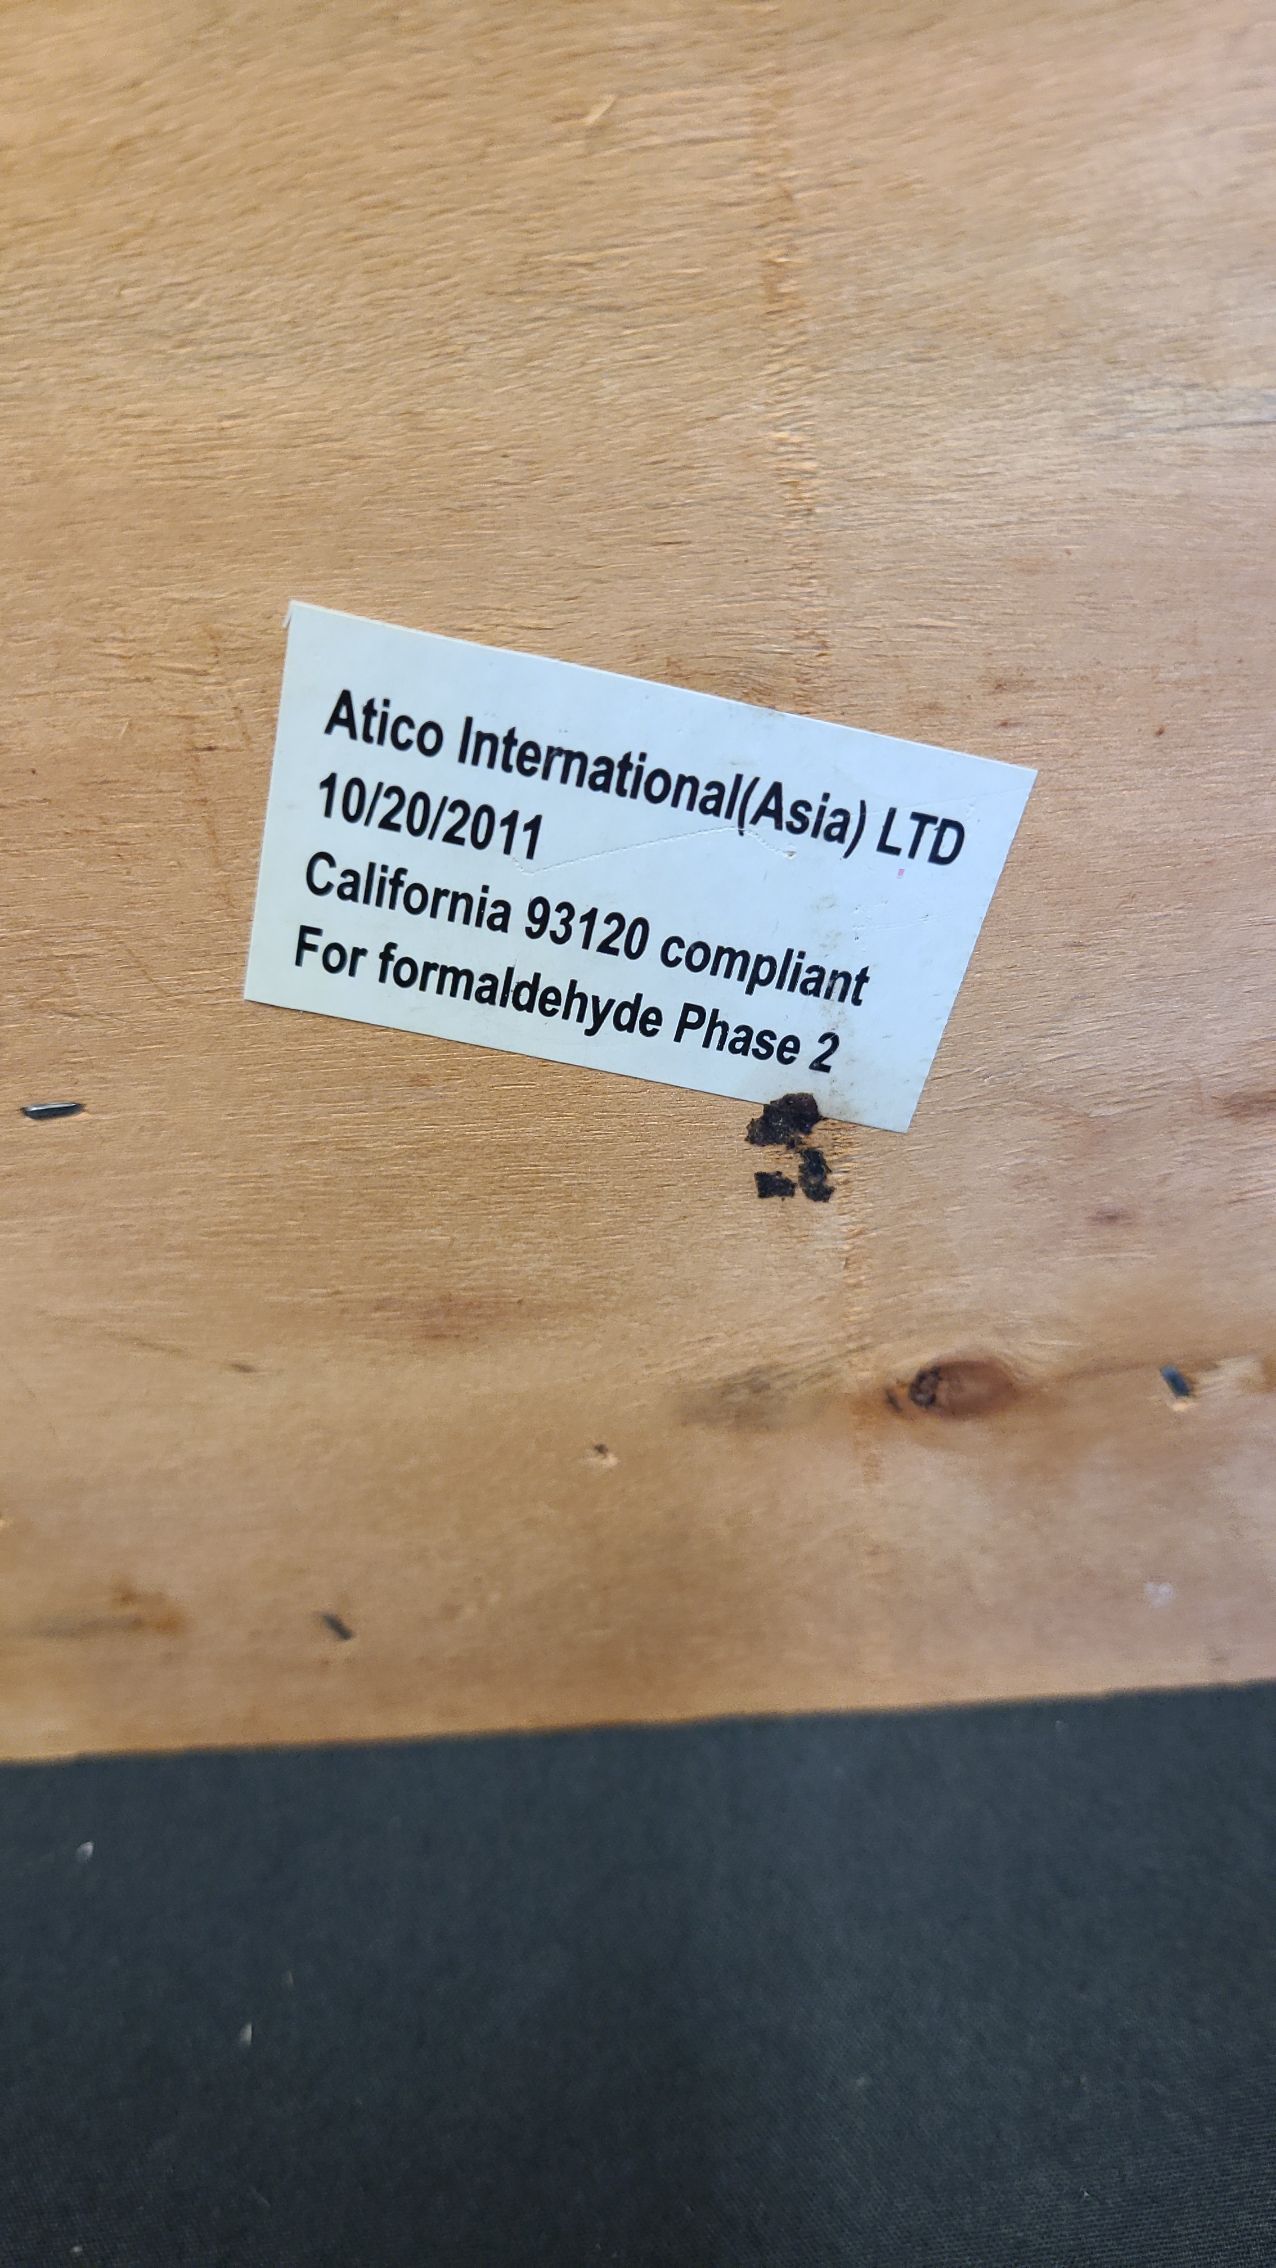 Atico International(Asia) LTD
10/20/2011
California 93120 compliant
For formaldehyde Phase 2